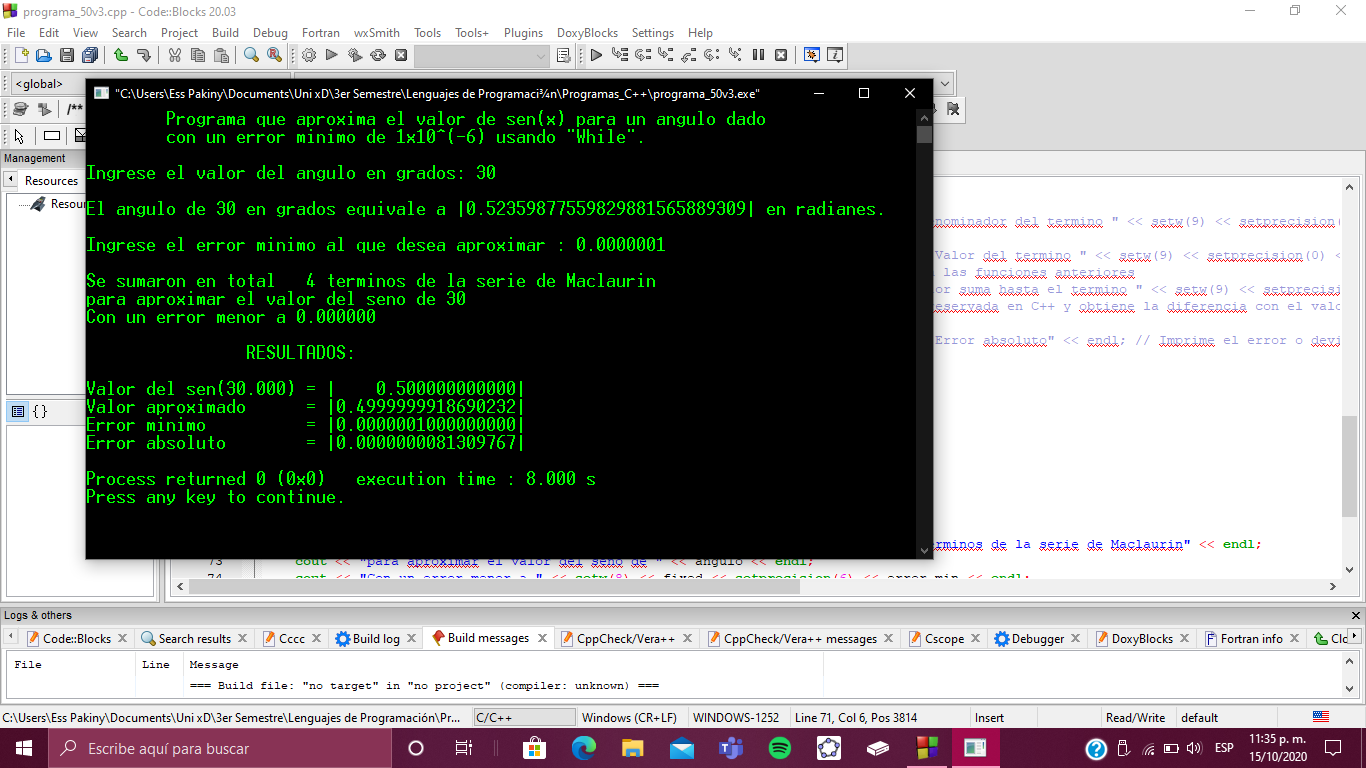 programa_50v3.cpp - Code::Blocks 20.03
File Edit View Search Project Build Debug Fortran wxSmith Tools Tools+ Plugins DoxyBlocks Settings Help
<global>
/**
Management
Resources
Resou
"C:\Users\Ess Pakiny\Documents\Uni xD\3er Semestre\Lenguajes de Programaci¾n\Programas_C++\programa_50v3.exe"
Programa que aproxima el valor de sen(x) para un angulo dado
con un error minimo de 1x10^(-6) usando "While".
Ingrese el valor del angulo en grados: 30
El angulo de 30 en grados equivale a |0.52359877559829881565889309| en radianes.
Ingrese el error minimo al que desea aproximar : 0.0000001
Se sumaron en total   4 terminos de la serie de Maclaurin
para aproximar el valor del seno de 30
Con un error menor a 0.000000
RESULTADOS:
Valor del sen(30.000) = |    0.500000000000|
Valor aproximado      = |0.4999999918690232|
Error minimo          = |0.0000001000000000|
Error absoluto        = |0.0000000081309767|
Process returned 0 (0x0)   execution time : 8.000 s
Press any key to continue.
nominador del termino " << setw(9) << setprecision(
Valor del termino " << setw(9) << setprecision(0) <
las funciones anteriores
or suma hasta el termino " << setw(9) << setprecisi
eservada en C++ y obtiene la diferencia con el valo
Error absoluto" << endl; // Imprime el error o devi
erminos de la serie de Maclaurin" << endl;
73 cout << "para aproximar el valor del seno de " << angulo << endl;
74 cout << "Con un error menor a " << setw(8) << fixed << setprecision(6) << error_min << endl;
{}
Logs & others
Code::Blocks Search results Cccc Build log Build messages CppCheck/Vera++ CppCheck/Vera++ messages Cscope Debugger DoxyBlocks Fortran info Clo
File Line Message
=== Build file: "no target" in "no project" (compiler: unknown) ===
C:\Users\Ess Pakiny\Documents\Uni xD\3er Semestre\Lenguajes de Programación\Pr... C/C++ Windows (CR+LF) WINDOWS-1252 Line 71, Col 6, Pos 3814 Insert Read/Write default
Escribe aquí para buscar
ESP
11:35 p. m.
15/10/2020